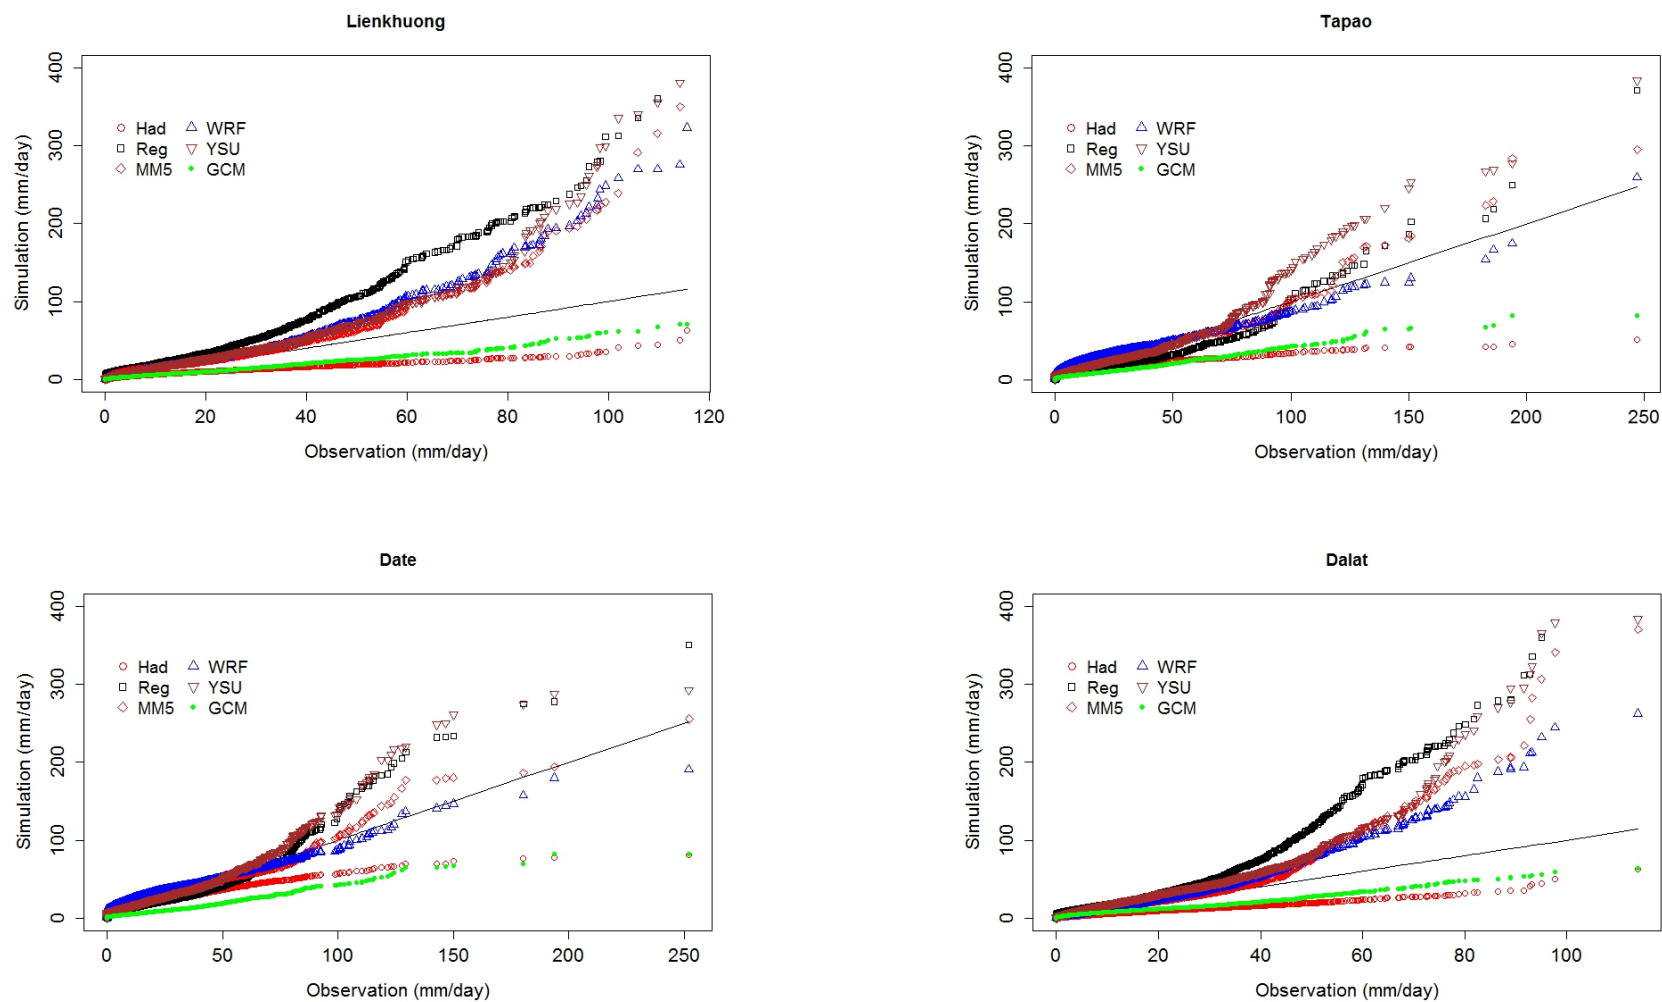 Lienkhuong
Simulation (mm/day)
400
300
200
100
0
Had WRF
Reg YSU
MM5 GCM
0 20 40 60 80 100 120
Observation (mm/day)
Tapao
Simulation (mm/day)
400
300
200
100
0
Had WRF
Reg YSU
MM5 GCM
0 50 100 150 200 250
Observation (mm/day)
Date
Simulation (mm/day)
400
300
200
100
0
Had WRF
Reg YSU
MM5 GCM
0 50 100 150 200 250
Observation (mm/day)
Dalat
Simulation (mm/day)
400
300
200
100
0
Had WRF
Reg YSU
MM5 GCM
0 20 40 60 80 100
Observation (mm/day)